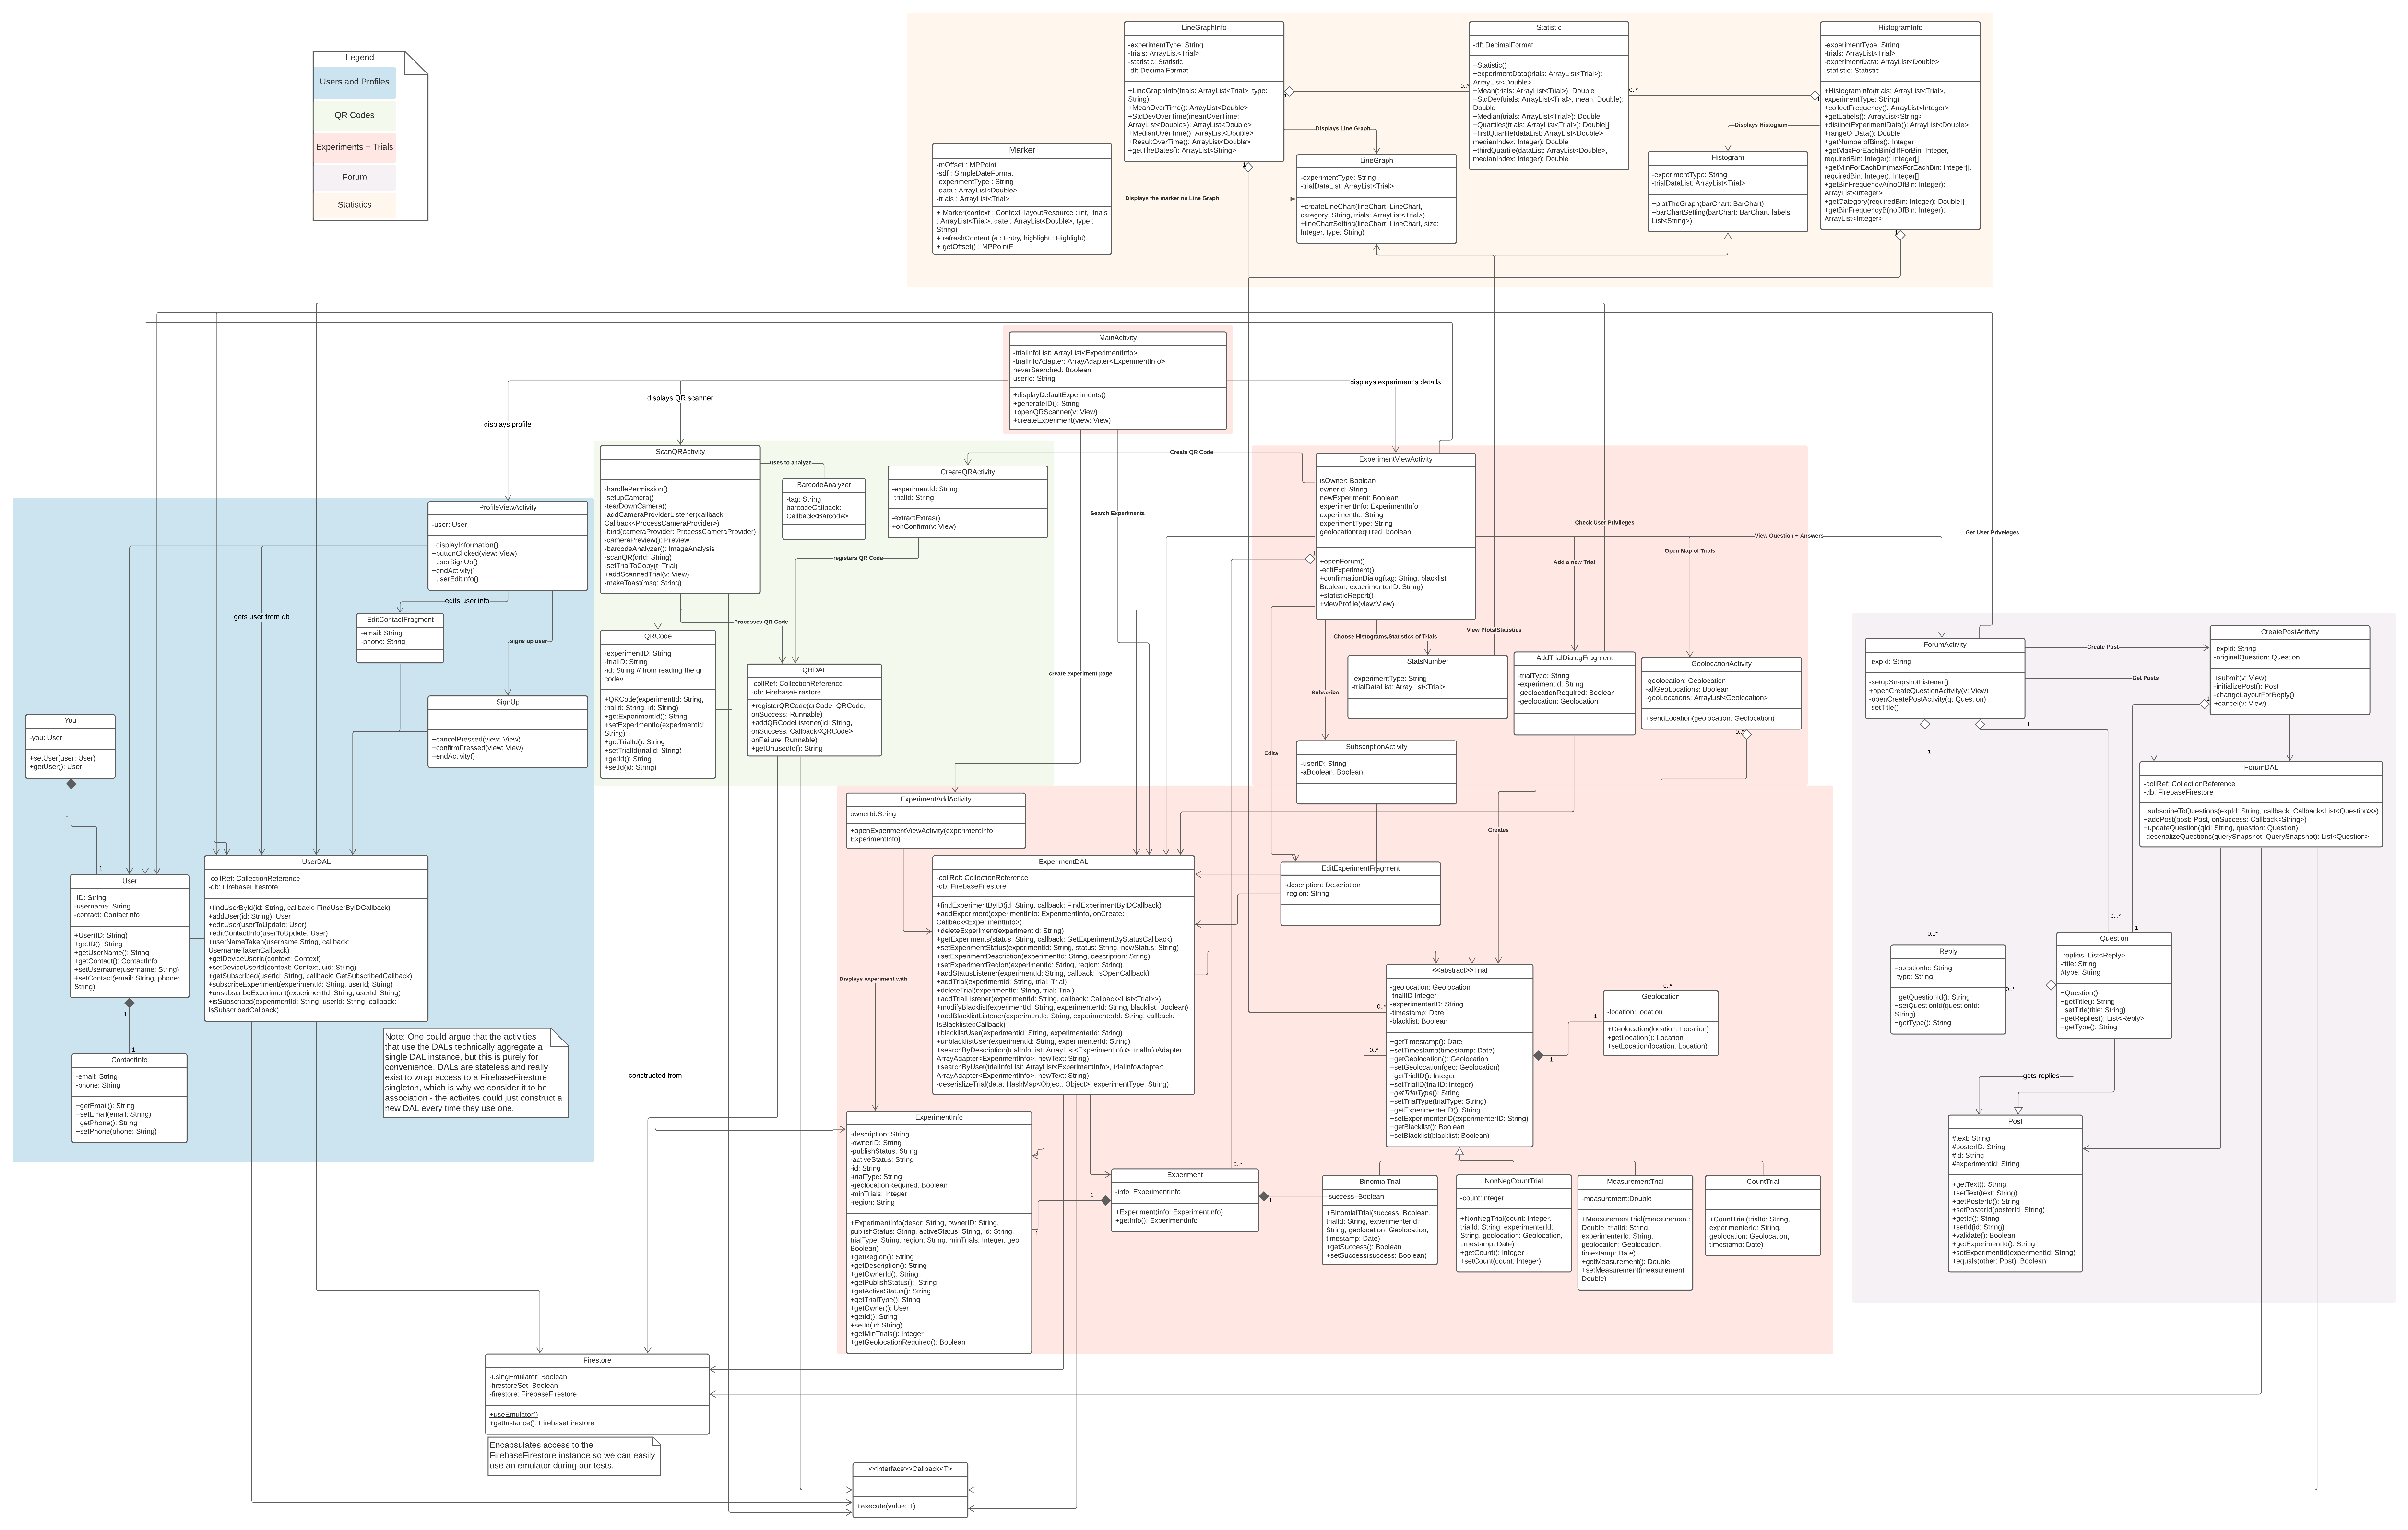 Legend
Users and Profiles
QR Codes
Experiments + Trials
Forum
Statistics
LineGraphInfo
-experimentType: String
-trials: ArrayList<Trial>
-statistic: Statistic
-df: DecimalFormat
+LineGraphInfo(trials: ArrayList<Trial>, type:
String)
+MeanOverTime(): ArrayList<Double>
+StdDevOverTime(meanOverTime:
ArrayList<Double>): ArrayList<Double>
+MedianOverTime(): ArrayList<Double>
+ResultOverTime(): ArrayList<Double>
+getTheDates(): ArrayList<String>
Statistic
-df: DecimalFormat
+Statistic()
+experimentData(trials: ArrayList<Trial>):
ArrayList<Double>
+Mean(trials: ArrayList<Trial>): Double
+StdDev(trials: ArrayList<Trial>, mean: Double):
Double
+Median(trials: ArrayList<Trial>): Double
+Quartiles(trials: ArrayList<Trial>): Double[]
+firstQuartile(dataList: ArrayList<Double>,
medianIndex: Integer): Double
+thirdQuartile(dataList: ArrayList<Double>,
medianIndex: Integer): Double
HistogramInfo
-experimentType: String
-trials: ArrayList<Trial>
-experimentData: ArrayList<Double>
-statistic: Statistic
+HistogramInfo(trials: ArrayList<Trial>,
experimentType: String)
+collectFrequency(): ArrayList<Integer>
+getLabels(): ArrayList<String>
+distinctExperimentData(): ArrayList<Double>
+rangeOfData(): Double
+getNumberofBins(): Integer
+getMaxForEachBin(diffForBin: Integer,
requiredBin: Integer): Integer[]
+getMinForEachBin(maxForEachBin: Integer[],
requiredBin: Integer): Integer[]
+getBinFrequencyA(noOfBin: Integer):
ArrayList<Integer>
+getCategory(requiredBin: Integer): Double[]
+getBinFrequencyB(noOfBin: Integer):
ArrayList<Integer>
1
0..*
0..*
1
Displays Line Graph
Displays Histogram
Marker
-mOffset : MPPoint
-sdf : SimpleDateFormat
-experimentType : String
-data : ArrayList<Double>
-trials : ArrayList<Trial>
+ Marker(context : Context, layoutResource : int, trials
: ArrayList<Trial>, date : ArrayList<Double>, type :
String)
+ refreshContent (e : Entry, highlight : Highlight)
+ getOffset() : MPPointF
Displays the marker on Line Graph
LineGraph
-experimentType: String
-trialDataList: ArrayList<Trial>
+createLineChart(lineChart: LineChart,
category: String, trials: ArrayList<Trial>)
+lineChartSetting(lineChart: LineChart, size:
Integer, type: String)
Histogram
-experimentType: String
-trialDataList: ArrayList<Trial>
+plotTheGraph(barChart: BarChart)
+barChartSetting(barChart: BarChart, labels:
List<String>)
1
1
MainActivity
-trialInfoList: ArrayList<ExperimentInfo>
-trialInfoAdapter: ArrayAdapter<ExperimentInfo>
neverSearched: Boolean
userId: String
+displayDefaultExperiments()
+generateID(): String
+openQRScanner(v: View)
+createExperiment(view: View)
displays profile
displays QR scanner
displays experiment's details
Search Experiments
create experiment page
ScanQRActivity
-handlePermission()
-setupCamera()
-tearDownCamera()
-addCameraProviderListener(callback:
Callback<ProcessCameraProvider>)
-bind(cameraProvider: ProcessCameraProvider)
-cameraPreview(): Preview
-barcodeAnalyzer(): ImageAnalysis
-scanQR(qrId: String)
-setTrialToCopy(t: Trial)
+addScannedTrial(v: View)
-makeToast(msg: String)
uses to analyze
BarcodeAnalyzer
-tag: String
barcodeCallback:
Callback<Barcode>
CreateQRActivity
-experimentId: String
-trialId: String
-extractExtras()
+onConfirm(v: View)
Create QR Code
registers QR Code
Processes QR Code
QRCode
-experimentID: String
-trialID: String
-id: String // from reading the qr
codev
+QRCode(experimentId: String,
trialId: String, id: String)
+getExperimentId(): String
+setExperimentId(experimentId:
String)
+getTrialId(): String
+setTrialId(trialId: String)
+getId(): String
+setId(id: String)
QRDAL
-collRef: CollectionReference
-db: FirebaseFirestore
+registerQRCode(qrCode: QRCode,
onSuccess: Runnable)
+addQRCodeListener(id: String,
onSuccess: Callback<QRCode>,
onFailure: Runnable)
+getUnusedId(): String
ProfileViewActivity
-user: User
+displayInformation()
+buttonClicked(view: View)
+userSignUp()
+endActivity()
+userEditInfo()
edits user info
signs up user
gets user from db
EditContactFragment
-email: String
-phone: String
SignUp
+cancelPressed(view: View)
+confirmPressed(view: View)
+endActivity()
You
-you: User
+setUser(user: User)
+getUser(): User
1
1
User
-ID: String
-username: String
-contact: ContactInfo
+User(ID: String)
+getID(): String
+getUserName(): String
+getContact(): ContactInfo
+setUsername(username: String)
+setContact(email: String, phone:
String)
1
1
UserDAL
-collRef: CollectionReference
-db: FirebaseFIrestore
+findUserById(id: String, callback: FindUserByIDCallback)
+addUser(id: String): User
+editUser(userToUpdate: User)
+editContactInfo(userToUpdate: User)
+userNameTaken(username String, callback:
UsernameTakenCallback)
+getDeviceUserId(context: Context)
+setDeviceUserId(context: Context, uid: String)
+getSubscribed(userId: String, callback: GetSubscribedCallback)
+subscribeExperiment(experimentId: String, userId: String)
+unsubscribeExperiment(experimentId: String, userId: String)
+isSubscribed(experimentId: String, userId: String, callback:
IsSubscribedCallback)
ContactInfo
-email: String
-phone: String
+getEmail(): String
+setEmail(email: String)
+getPhone(): String
+setPhone(phone: String)
Note: One could argue that the activities
that use the DALs technically aggregate a
single DAL instance, but this is purely for
convenience. DALs are stateless and really
exist to wrap access to a FirebaseFirestore
singleton, which is why we consider it to be
association - the activites could just construct a
new DAL every time they use one.
constructed from
ExperimentViewActivity
isOwner: Boolean
ownerId: String
newExperiment: Boolean
experimentInfo: ExperimentInfo
experimentId: String
experimentType: String
geolocationrequired: boolean
+openForum()
-editExperiment()
+confirmationDialog(tag: String, blacklist:
Boolean, experimenterID: String)
+statisticReport()
+viewProfile(view:View)
1
Check User Privileges
View Question + Answers
Get User Priveleges
Open Map of Trials
Add a new Trial
Choose Histograms/Statistics of Trials
View Plots/Statistics
Subscribe
Edits
Creates
StatsNumber
-experimentType: String
-trialDataList: ArrayList<Trial>
AddTrialDialogFragment
-trialType: String
-experimentId: String
-geolocationRequired: Boolean
-geolocation: Geolocation
GeolocationActivity
-geolocation: Geolocation
-allGeoLocations: Boolean
-geoLocations: ArrayList<Geolocation>
+sendLocation(geolocation: Geolocation)
0..*
SubscriptionActivity
-userID: String
-aBoolean: Boolean
ExperimentAddActivity
ownerId:String
+openExperimentViewActivity(experimentInfo:
ExperimentInfo)
Displays experiment with
ExperimentDAL
-collRef: CollectionReference
-db: FirebaseFirestore
+findExperimentByID(id: String, callback: FindExperimentByIDCallback)
+addExperiment(experimentInfo: ExperimentInfo, onCreate:
Callback<ExperimentInfo>)
+deleteExperiment(experimentId: String)
+getExperiments(status: String, callback: GetExperimentByStatusCallback)
+setExperimentStatus(experimentId: String, status: String, newStatus: String)
+setExperimentDescription(experimentId: String, description: String)
+setExperimentRegion(experimentId: String, region: String)
+addStatusListener(experimentId: String, callback: IsOpenCallback)
+addTrial(experimentId: String, trial: Trial)
+deleteTrial(experimentId: String, trial: Trial)
+addTrialListener(experimentId: String, callback: Callback<List<Trial>>)
+modifyBlacklist(experimentId: String, experimenterId: String, blacklist: Boolean)
+addBlacklistListener(experimentId: String, experimenterId: String, callback:
IsBlacklistedCallback)
+blacklistUser(experimentId: String, experimenterId: String)
+unblacklistUser(experimentId: String, experimenterId: String)
+searchByDescription(trialInfoList: ArrayList<ExperimentInfo>, trialInfoAdapter:
ArrayAdapter<ExperimentInfo>, newText: String)
+searchByUser(trialInfoList: ArrayList<ExperimentInfo>, trialInfoAdapter:
ArrayAdapter<ExperimentInfo>, newText: String)
-deserializeTrial(data: HashMap<Object, Object>, experimentType: String)
EditExperimentFragment
-description: Description
-region: String
<<abstract>>Trial
-geolocation: Geolocation
-trialID Integer
-experimenterID: String
-timestamp: Date
-blacklist: Boolean
+getTimestamp(): Date
+setTimestamp(timestamp: Date)
+getGeolocation(): Geolocation
+setGeolocation(geo: Geolocation)
+getTrialID(): Integer
+setTrialID(trialID: Integer)
+getTrialType(): String
+setTrialType(trialType: String)
+getExperimenterID(): String
+setExperimenterID(experimenterID: String)
+getBlacklist(): Boolean
+setBlacklist(blacklist: Boolean)
0..*
0..*
1
1
0..*
Geolocation
-location:Location
+Geolocation(location: Location)
+getLocation(): Location
+setLocation(location: Location)
ExperimentInfo
-description: String
-ownerID: String
-publishStatus: String
-activeStatus: String
-id: String
-trialType: String
-geolocationRequired: Boolean
-minTrials: Integer
-region: String
+ExperimentInfo(descr: String, ownerID: String,
publishStatus: String, activeStatus: String, id: String,
trialType: String, region: String, minTrials: Integer, geo:
Boolean)
+getRegion(): String
+getDescription(): String
+getOwnerId(): String
+getPublishStatus(): String
+getActiveStatus(): String
+getTrialType(): String
+getOwner(): User
+getId(): String
+setId(id: String)
+getMinTrials(): Integer
+getGeolocationRequired(): Boolean
1
1
0..*
Experiment
-info: ExperimentInfo
+Experiment(info: ExperimentInfo)
+getInfo(): ExperimentInfo
1
BinomialTrial
-success: Boolean
+BinomialTrial(success: Boolean,
trialId: String, experimenterId:
String, geolocation: Geolocation,
timestamp: Date)
+getSuccess(): Boolean
+setSuccess(success: Boolean)
NonNegCountTrial
-count:Integer
+NonNegTrial(count: Integer,
trialId: String, experimenterId:
String, geolocation: Geolocation,
timestamp: Date)
+getCount(): Integer
+setCount(count: Integer)
MeasurementTrial
-measurement:Double
+MeasurementTrial(measurement:
Double, trialId: String,
experimenterId: String,
geolocation: Geolocation,
timestamp: Date)
+getMeasurement(): Double
+setMeasurement(measurement:
Double)
CountTrial
+CountTrial(trialId: String,
experimenterId: String,
geolocation: Geolocation,
timestamp: Date)
ForumActivity
-expId: String
-setupSnapshotListener()
+openCreateQuestionActivity(v: View)
-openCreatePostActivity(q: Question)
-setTitle()
Create Post
Get Posts
CreatePostActivity
-expId: String
-originalQuestion: Question
+submit(v: View)
-initializePost(): Post
-changeLayoutForReply()
+cancel(v: View)
1
1
1
ForumDAL
-collRef: CollectionReference
-db: FirebaseFirestore
+subscribeToQuestions(expId: String, callback: Callback<List<Question>>)
+addPost(post: Post, onSuccess: Callback<String>)
+updateQuestion(qId: String, question: Question)
-deserializeQuestions(querySnapshot: QuerySnapshot): List<Question>
0..*
0...*
1
Reply
-questionId: String
-type: String
+getQuestionId(): String
+setQuestionId(questionId:
String)
+getType(): String
0..*
Question
-replies: List<Reply>
-title: String
#type: String
+Question()
+getTitle(): String
+setTitle(title: String)
+getReplies(): List<Reply>
+getType(): String
gets replies
Post
#text: String
#posterID: String
#id: String
#experimentId: String
+getText(): String
+setText(text: String)
+getPosterId(): String
+setPosterId(posterId: String)
+getId(): String
+setId(id: String)
+validate(): Boolean
+getExperimentId(): String
+setExperimentId(experimentId: String)
+equals(other: Post): Boolean
Firestore
-usingEmulator: Boolean
-firestoreSet: Boolean
-firestore: FirebaseFirestore
+useEmulator()
+getInstance(): FirebaseFirestore
Encapsulates access to the
FirebaseFirestore instance so we can easily
use an emulator during our tests.
<<interface>>Callback<T>
+execute(value: T)